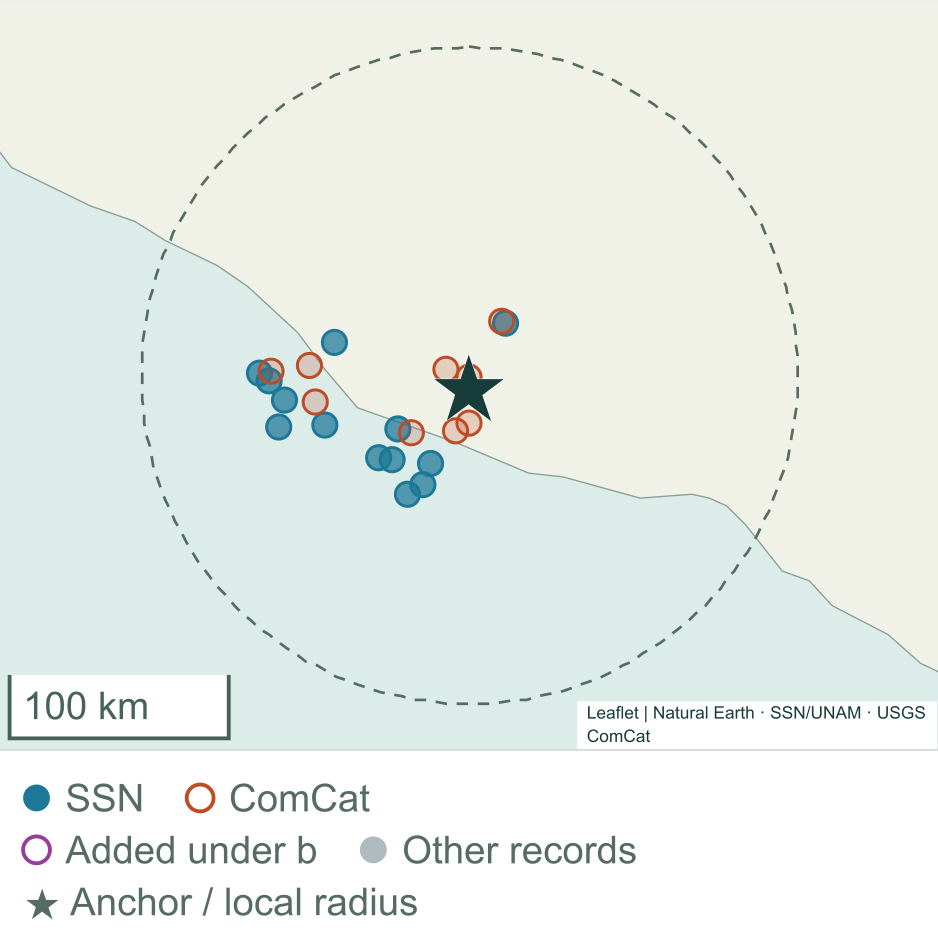 100 km
Leaflet | Natural Earth · SSN/UNAM · USGS
ComCat
SSN ComCat
Added under b Other records
Anchor / local radius